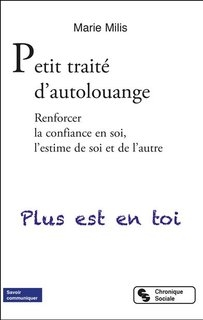 Marie Milis
Petit traité
d'autolouange
Renforcer
la confiance en soi,
l'estime de soi et de l'autre
Plus est en toi
Savoir
communiquer
Chronique
Sociale